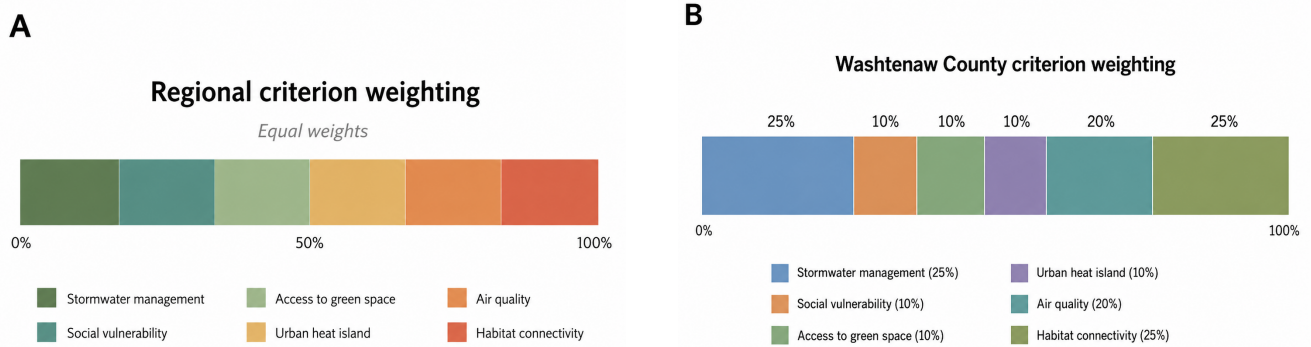 A
Regional criterion weighting
Equal weights
0% 50% 100%
Stormwater management Access to green space Air quality
Social vulnerability Urban heat island Habitat connectivity
B
Washtenaw County criterion weighting
25% 10% 10% 10% 20% 25%
0% 100%
Stormwater management (25%) Urban heat island (10%)
Social vulnerability (10%) Air quality (20%)
Access to green space (10%) Habitat connectivity (25%)